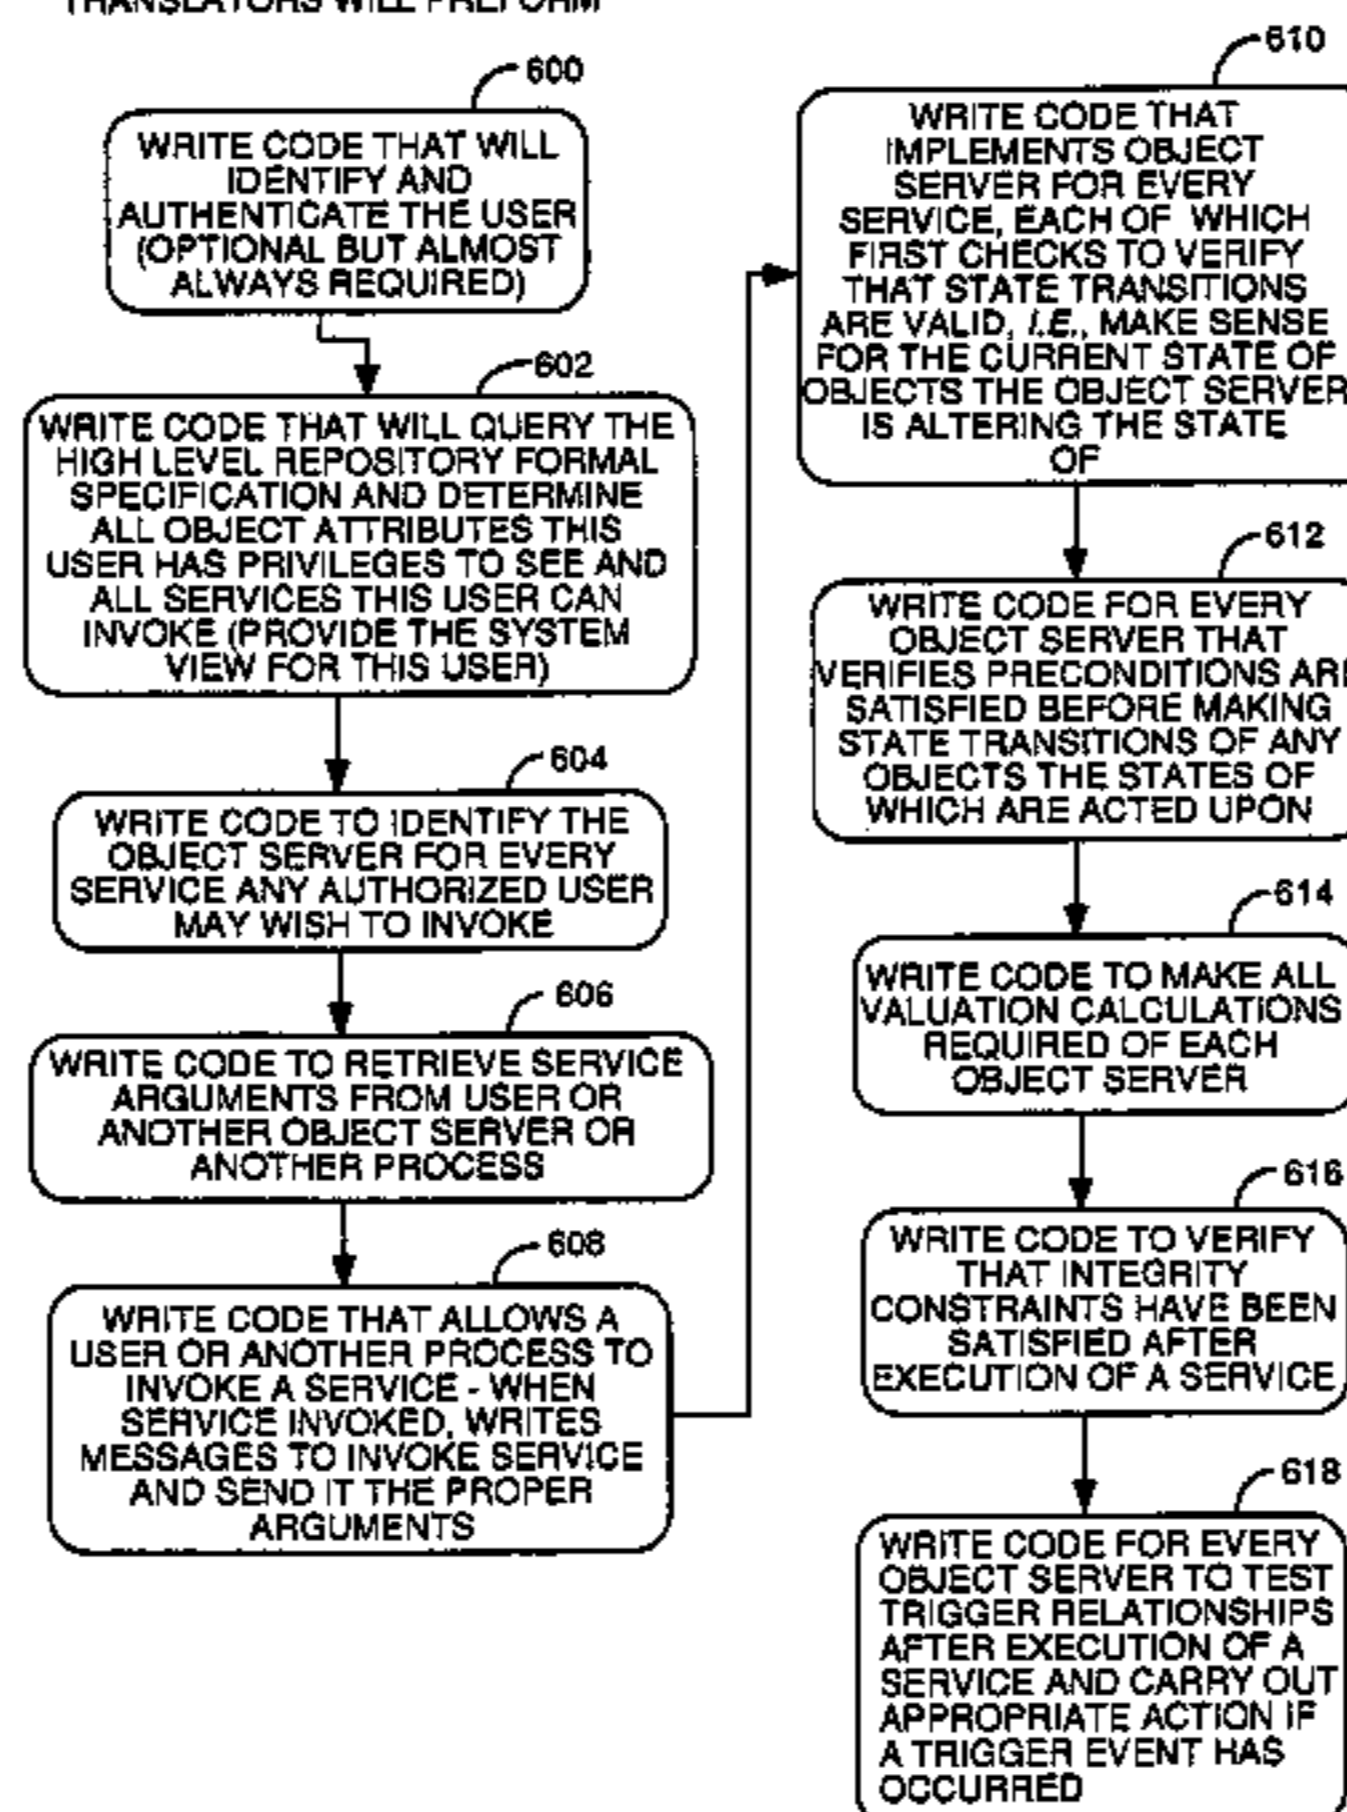 TRANSLATORS WILL PREFORM
600
WRITE CODE THAT WILL
IDENTIFY AND
AUTHENTICATE THE USER
(OPTIONAL BUT ALMOST
ALWAYS REQUIRED)
602
WRITE CODE THAT WILL QUERY THE
HIGH LEVEL REPOSITORY FORMAL
SPECIFICATION AND DETERMINE
ALL OBJECT ATTRIBUTES THIS
USER HAS PRIVILEGES TO SEE AND
ALL SERVICES THIS USER CAN
INVOKE (PROVIDE THE SYSTEM
VIEW FOR THIS USER)
604
WRITE CODE TO IDENTIFY THE
OBJECT SERVER FOR EVERY
SERVICE ANY AUTHORIZED USER
MAY WISH TO INVOKE
606
WRITE CODE TO RETRIEVE SERVICE
ARGUMENTS FROM USER OR
ANOTHER OBJECT SERVER OR
ANOTHER PROCESS
608
WRITE CODE THAT ALLOWS A
USER OR ANOTHER PROCESS TO
INVOKE A SERVICE - WHEN
SERVICE INVOKED, WRITES
MESSAGES TO INVOKE SERVICE
AND SEND IT THE PROPER
ARGUMENTS
610
WRITE CODE THAT
IMPLEMENTS OBJECT
SERVER FOR EVERY
SERVICE, EACH OF WHICH
FIRST CHECKS TO VERIFY
THAT STATE TRANSITIONS
ARE VALID, I.E., MAKE SENSE
FOR THE CURRENT STATE OF
OBJECTS THE OBJECT SERVER
IS ALTERING THE STATE
OF
612
WRITE CODE FOR EVERY
OBJECT SERVER THAT
VERIFIES PRECONDITIONS ARE
SATISFIED BEFORE MAKING
STATE TRANSITIONS OF ANY
OBJECTS THE STATES OF
WHICH ARE ACTED UPON
614
WRITE CODE TO MAKE ALL
VALUATION CALCULATIONS
REQUIRED OF EACH
OBJECT SERVER
616
WRITE CODE TO VERIFY
THAT INTEGRITY
CONSTRAINTS HAVE BEEN
SATISFIED AFTER
EXECUTION OF A SERVICE
618
WRITE CODE FOR EVERY
OBJECT SERVER TO TEST
TRIGGER RELATIONSHIPS
AFTER EXECUTION OF A
SERVICE AND CARRY OUT
APPROPRIATE ACTION IF
A TRIGGER EVENT HAS
OCCURRED